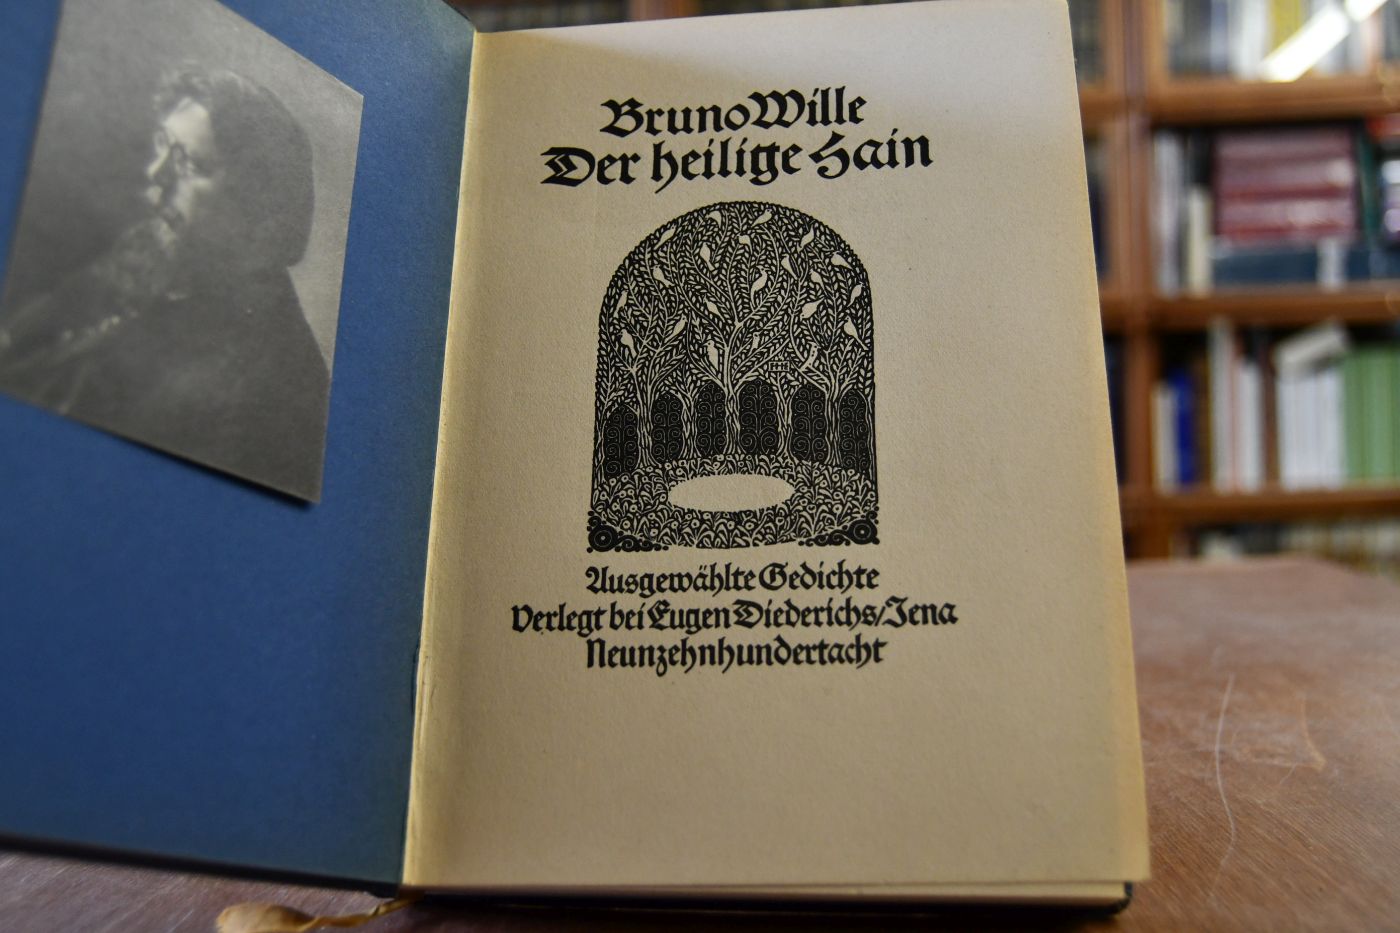 Bruno Wille
Der heilige Hain
Ausgewählte Gedichte
Verlegt bei Eugen Diederichs/Jena
Neunzehnhundertacht